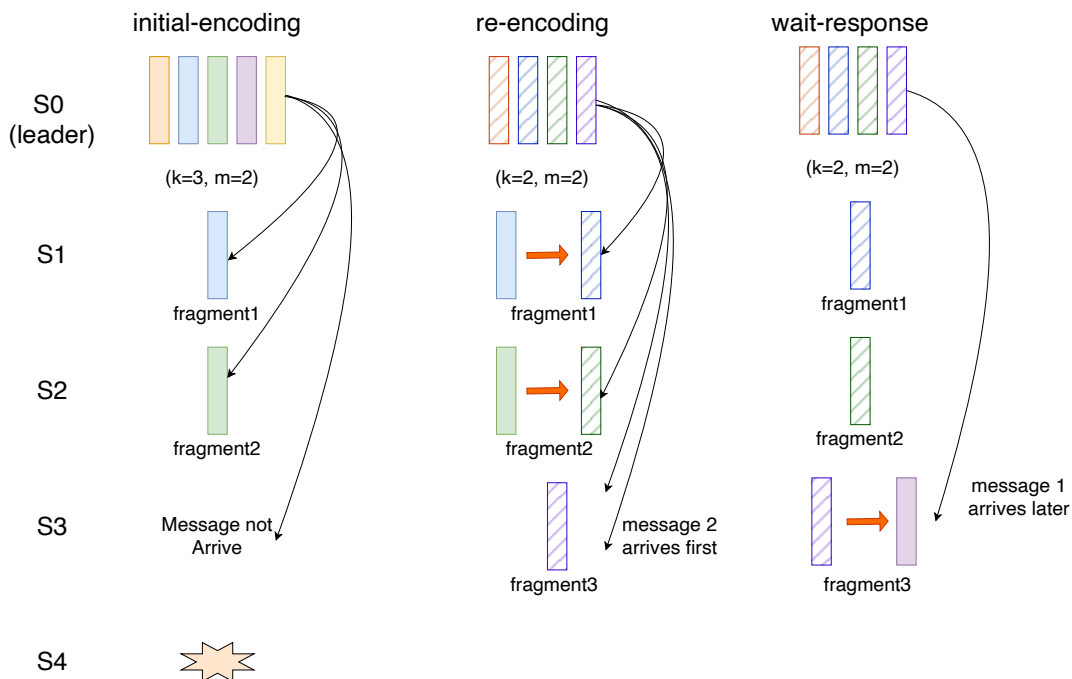 initial-encoding
re-encoding
wait-response
S0
(leader)
(k=3, m=2)
(k=2, m=2)
(k=2, m=2)
S1
fragment1
fragment1
fragment1
S2
fragment2
fragment2
fragment2
S3
Message not
Arrive
message 2
arrives first
message 1
arrives later
fragment3
fragment3
S4